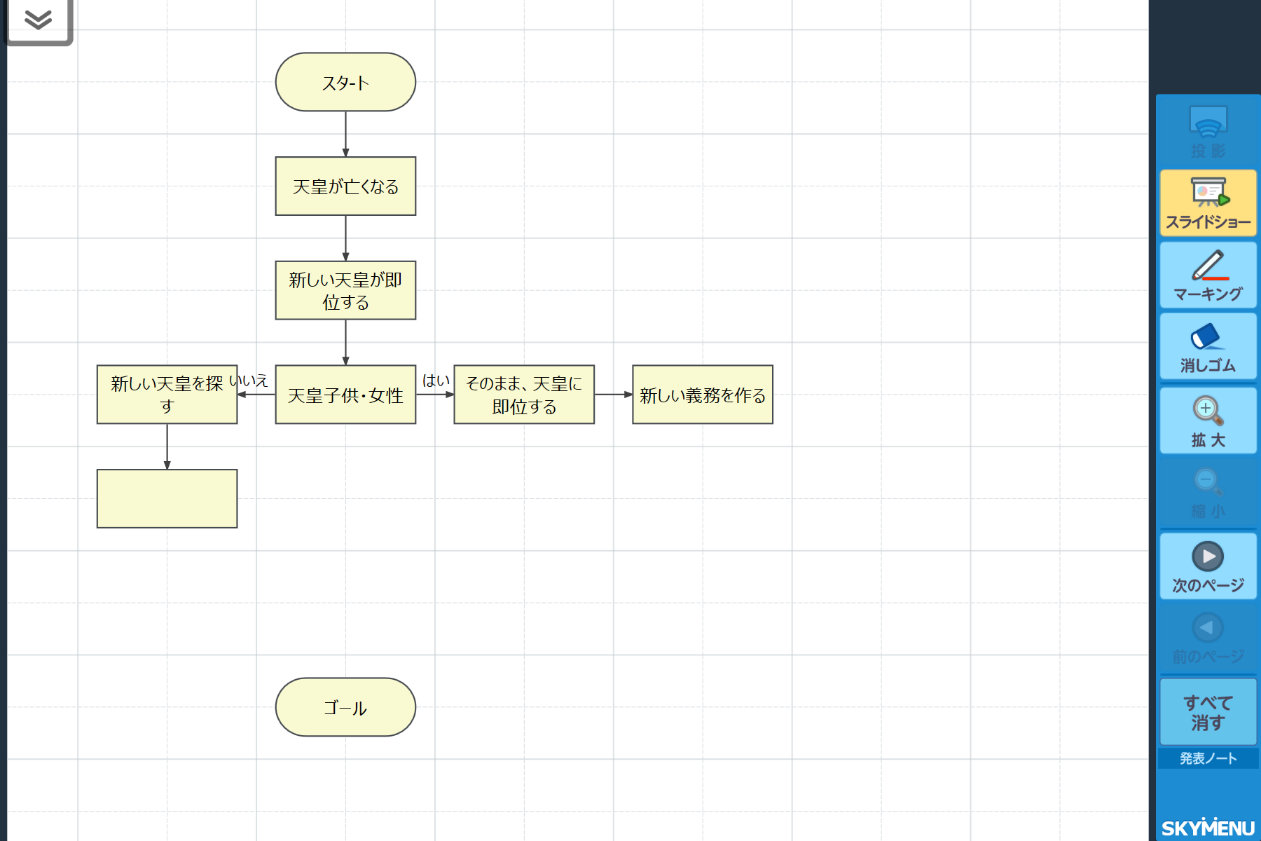 スタート
天皇が亡くなる
新しい天皇が即
位する
新しい天皇を探
す
いいえ
天皇子供・女性
はい
そのまま、天皇に
即位する
新しい義務を作る
ゴール
投影
スライドショー
マーキング
消しゴム
拡大
縮小
次のページ
前のページ
すべて
消す
発表ノート
SKYMENU